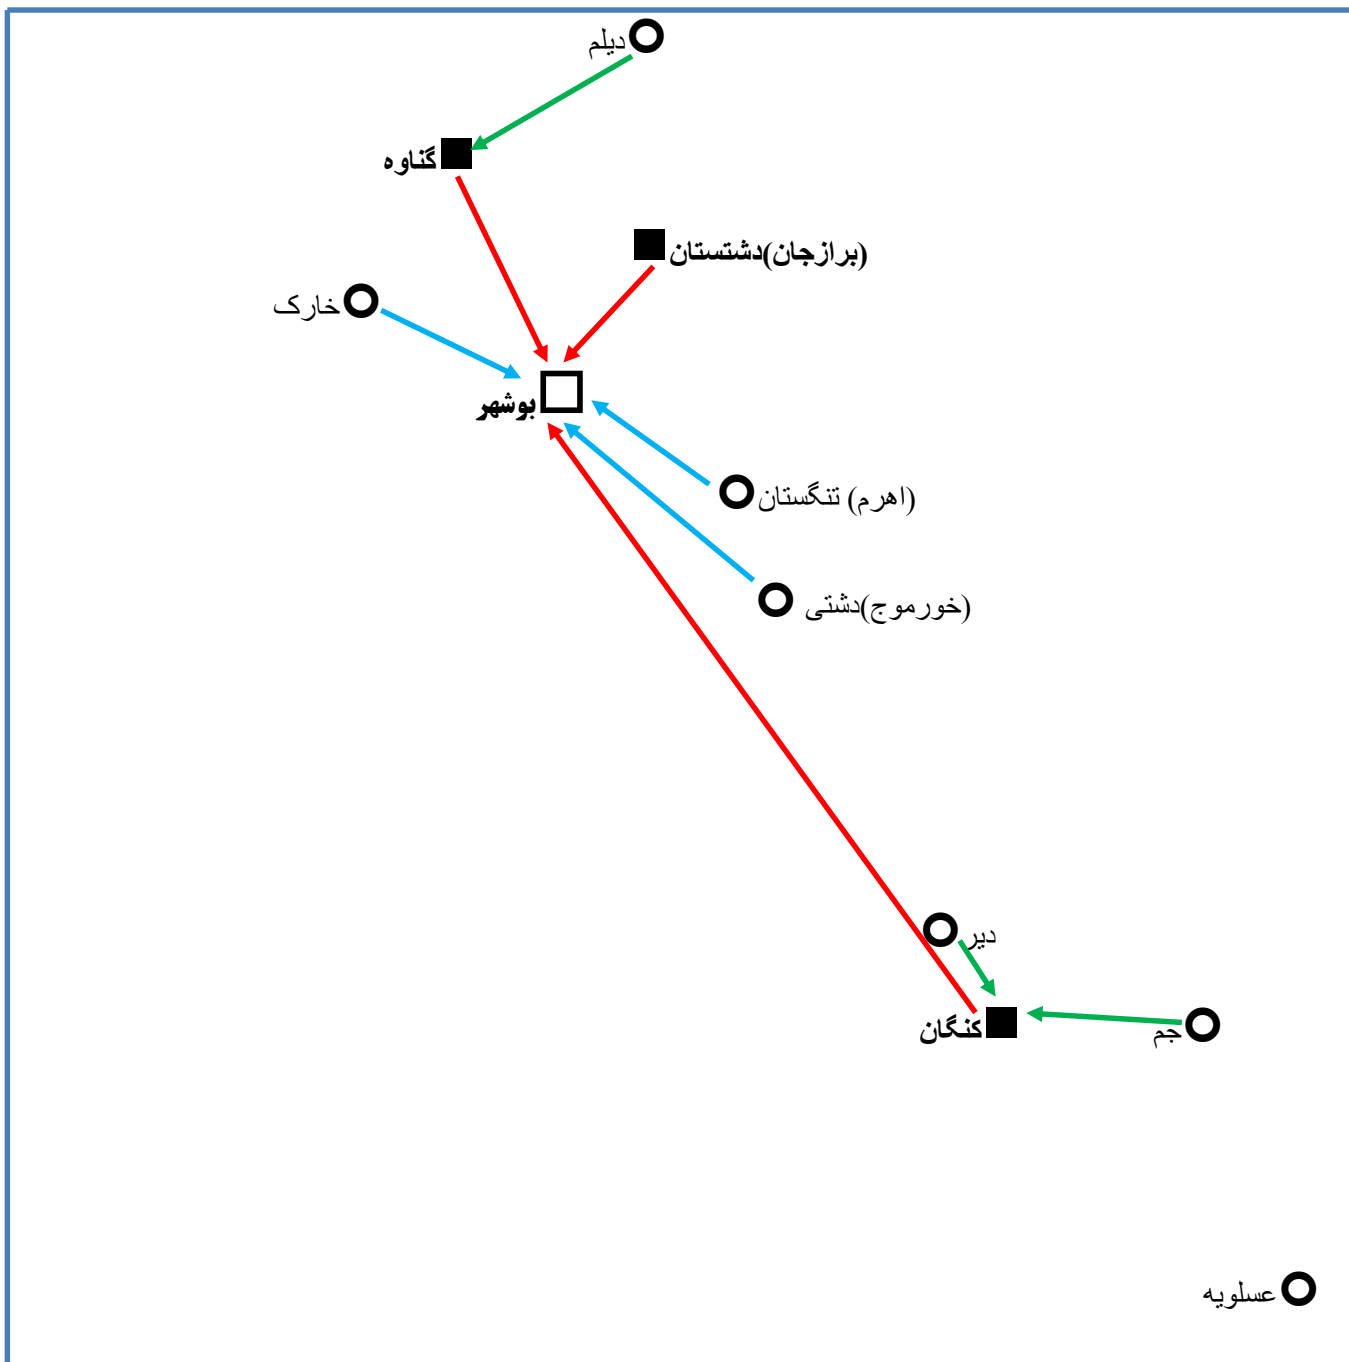 دیلم
گناوه
(برازجان)دشتستان
خارک
بوشهر
(اهرم) تنگستان
(خورموج)دشتی
دیر
کنگان
جم
عسلویه